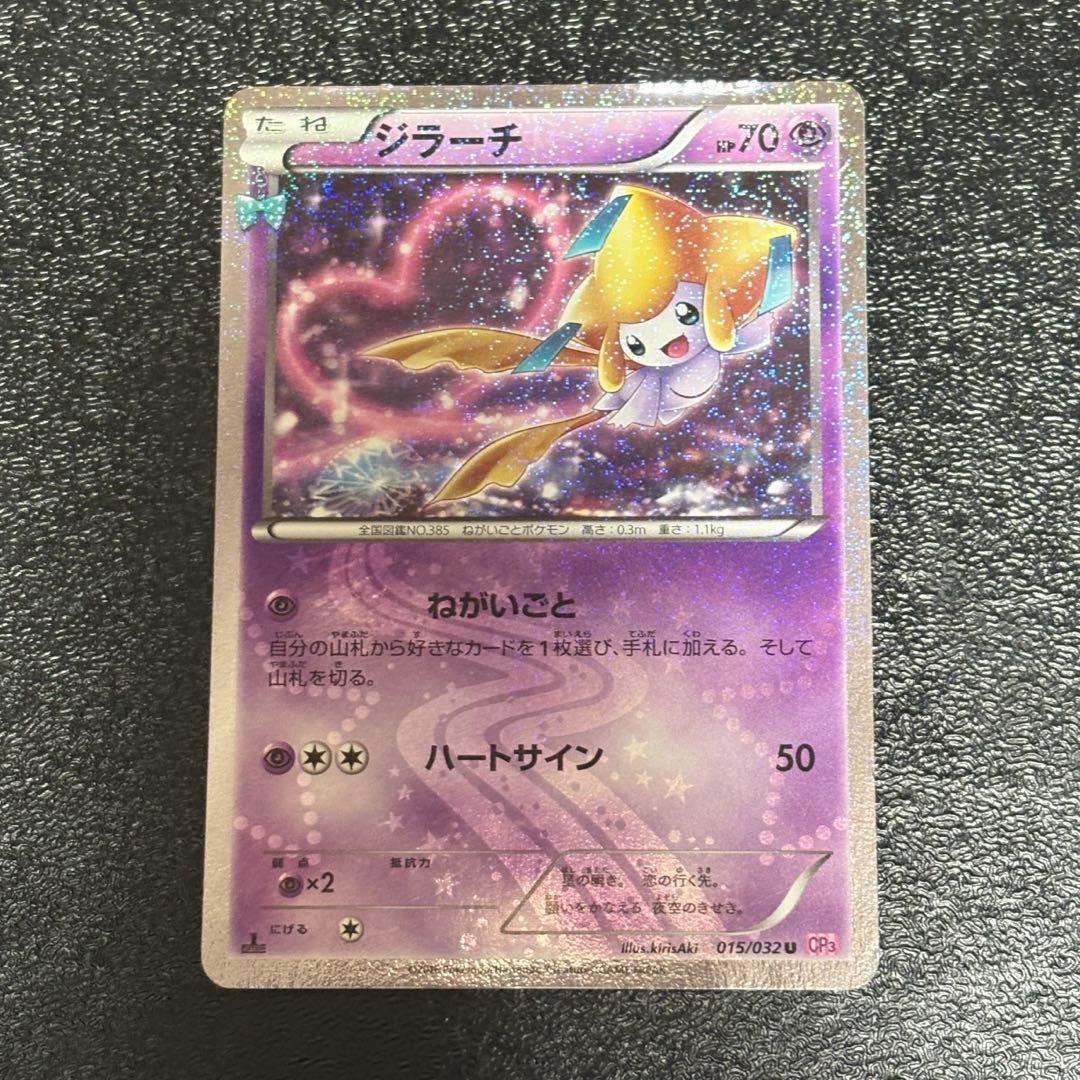 たね ジラーチ HP70
全国図鑑NO.385 ねがいごとポケモン 高さ：0.3m 重さ：1.1kg
ねがいごと
自分の山札から好きなカードを1枚選び、手札に加える。そして
山札を切る。
ハートサイン 50
弱点 抵抗力
×2
星の瞬き。 恋の行く先。
願いをかなえる 夜空のきせき。
にげる
Illus.kirisAki 015/032 U CP3